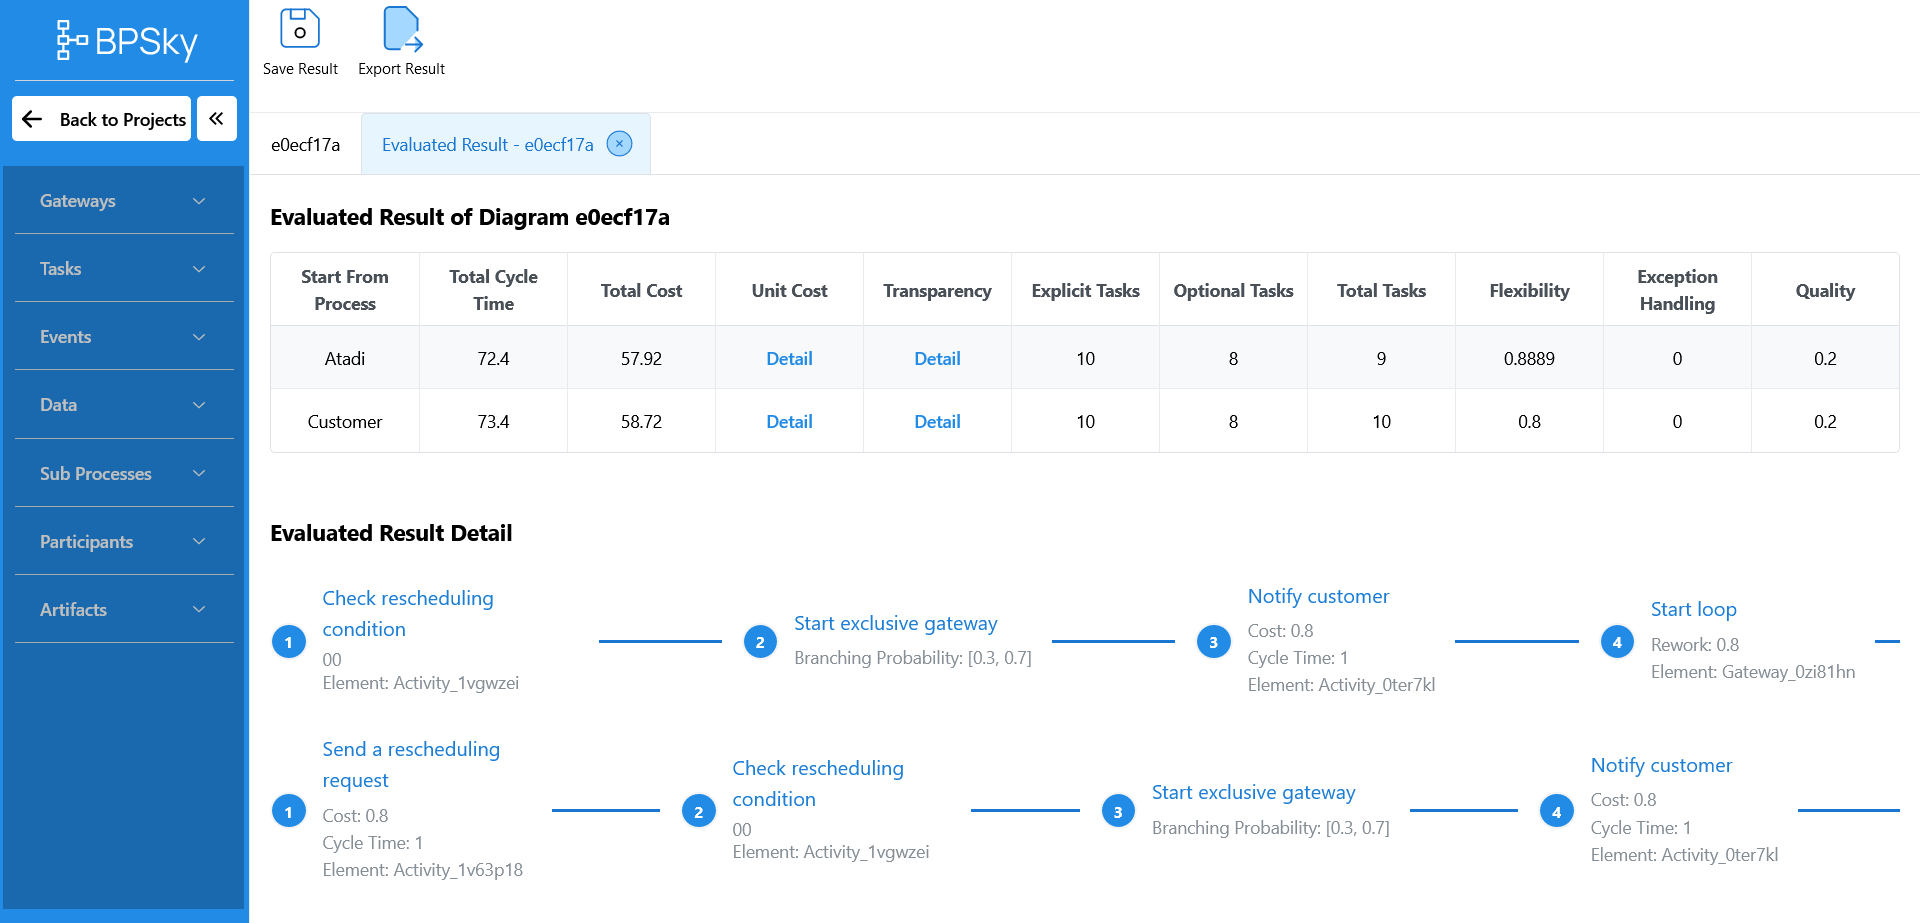 BPSky
Back to Projects
Gateways
Tasks
Events
Data
Sub Processes
Participants
Artifacts
Save Result
Export Result
e0ecf17a
Evaluated Result - e0ecf17a
Evaluated Result of Diagram e0ecf17a
Start From Process Total Cycle Time Total Cost Unit Cost Transparency Explicit Tasks Optional Tasks Total Tasks Flexibility Exception Handling Quality
Atadi 72.4 57.92 Detail Detail 10 8 9 0.8889 0 0.2
Customer 73.4 58.72 Detail Detail 10 8 10 0.8 0 0.2
Evaluated Result Detail
1
Check rescheduling
condition
00
Element: Activity_1vgwzei
2
Start exclusive gateway
Branching Probability: [0.3, 0.7]
3
Notify customer
Cost: 0.8
Cycle Time: 1
Element: Activity_0ter7kl
4
Start loop
Rework: 0.8
Element: Gateway_0zi81hn
1
Send a rescheduling
request
Cost: 0.8
Cycle Time: 1
Element: Activity_1v63p18
2
Check rescheduling
condition
00
Element: Activity_1vgwzei
3
Start exclusive gateway
Branching Probability: [0.3, 0.7]
4
Notify customer
Cost: 0.8
Cycle Time: 1
Element: Activity_0ter7kl